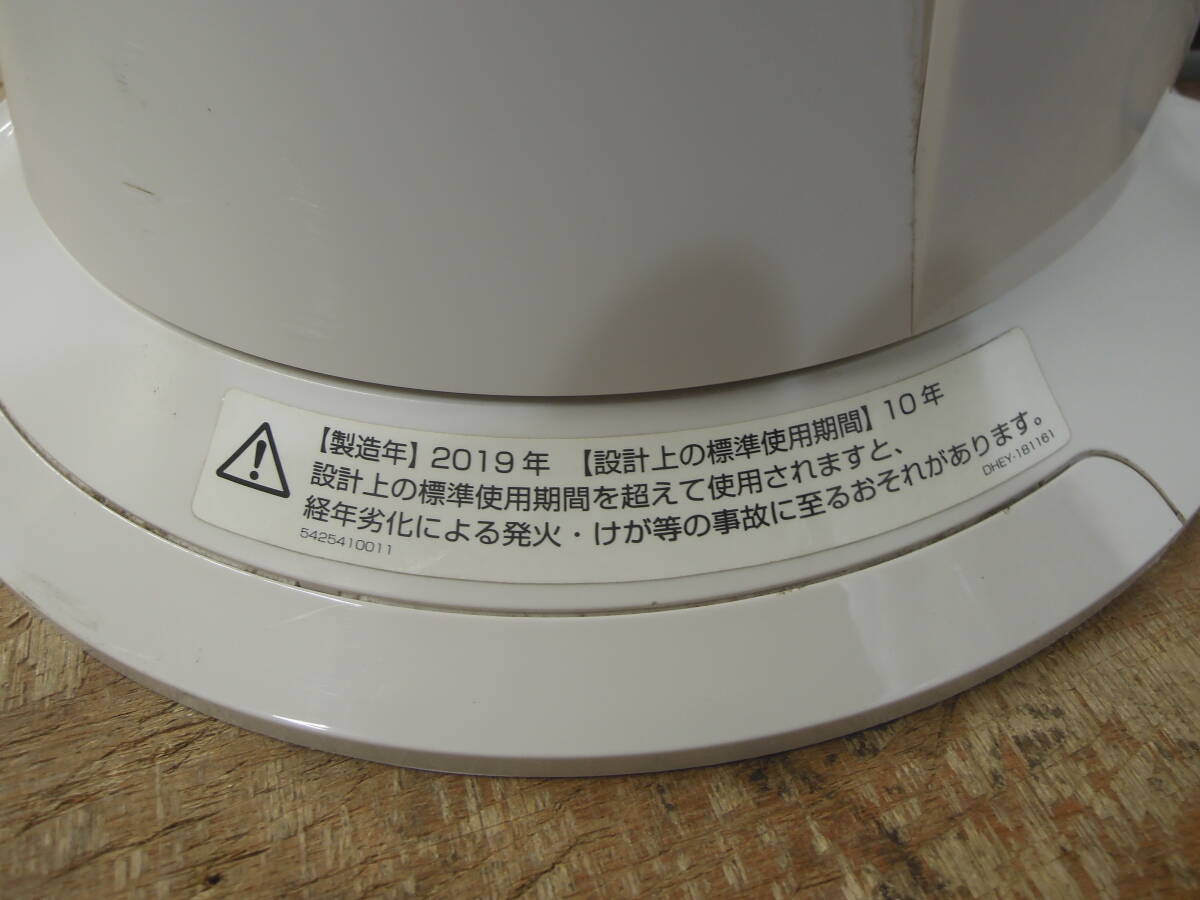 【製造年】2019年 【設計上の標準使用期間】10年
設計上の標準使用期間を超えて使用されますと、
経年劣化による発火・けが等の事故に至るおそれがあります。
5425410011
DHEY-181161